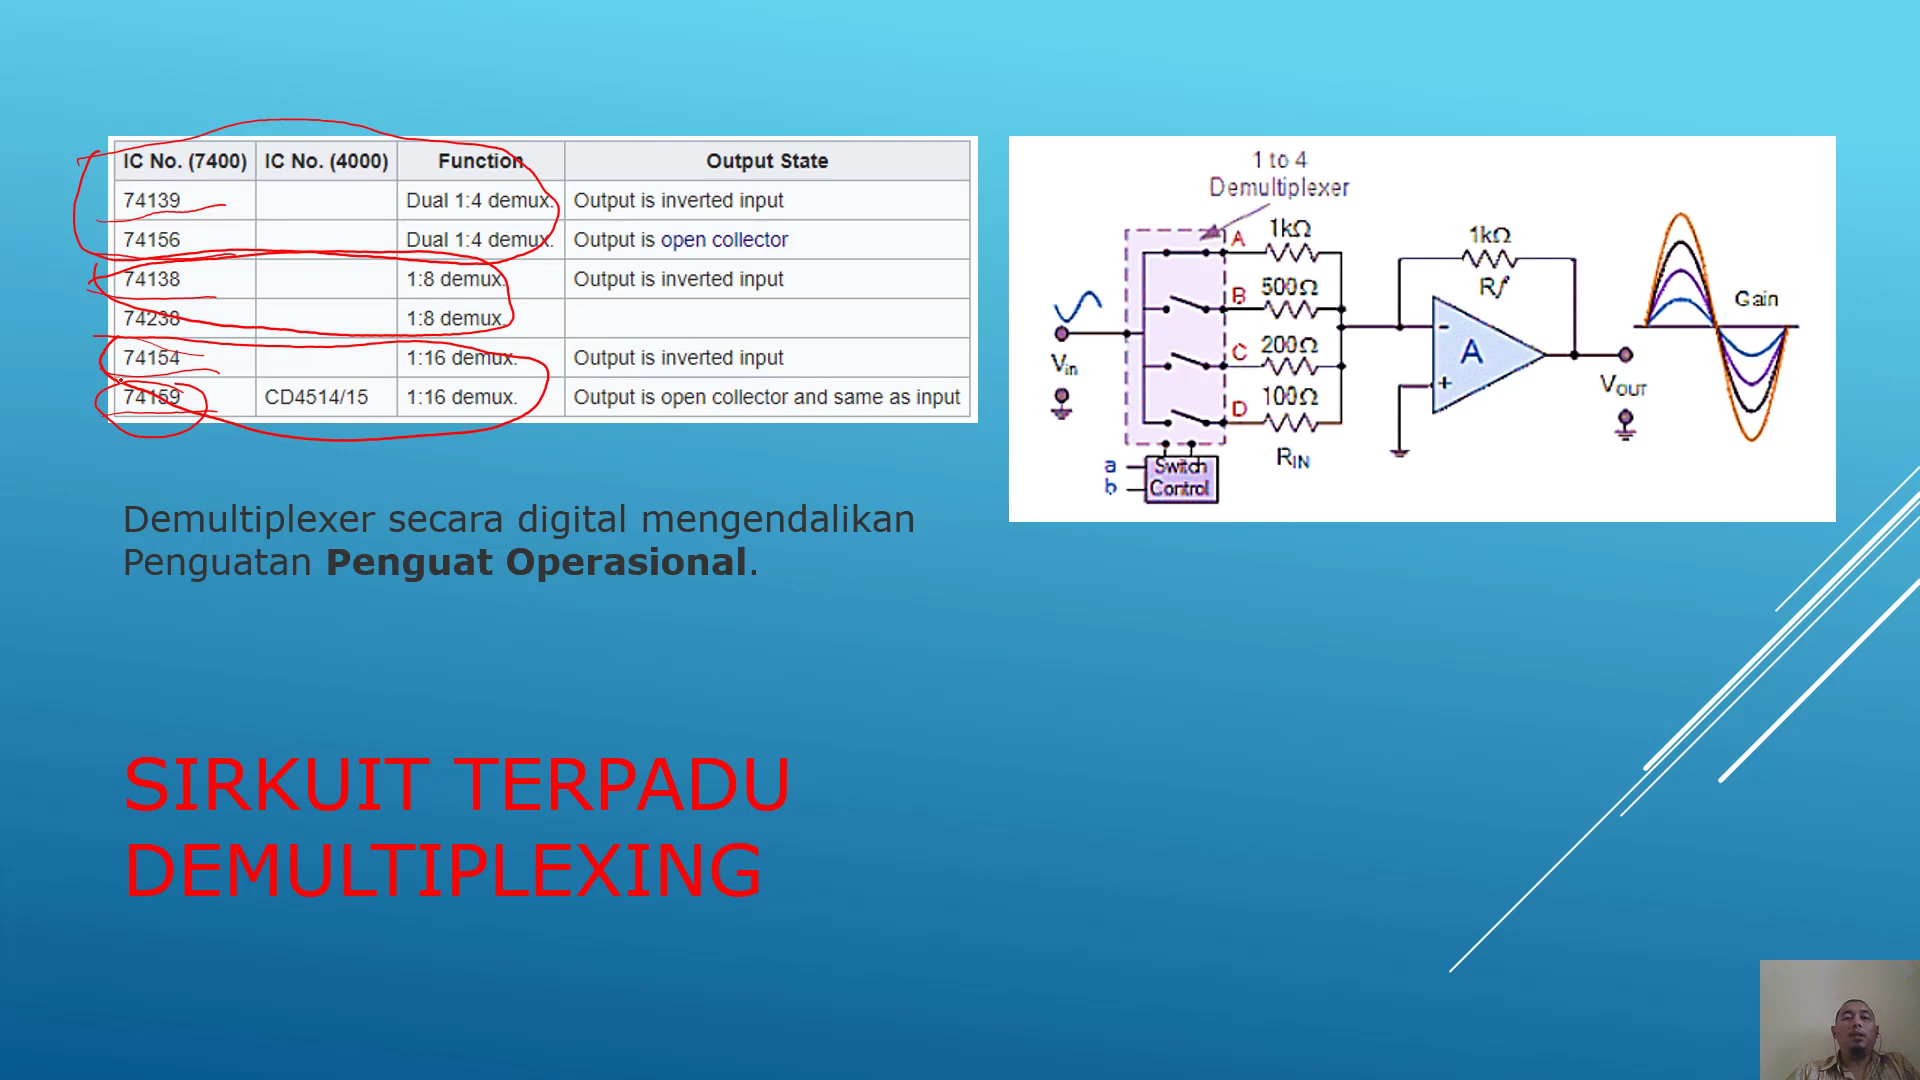 IC No. (7400) IC No. (4000) Function Output State
74139 Dual 1:4 demux. Output is inverted input
74156 Dual 1:4 demux. Output is open collector
74138 1:8 demux. Output is inverted input
74238 1:8 demux.
74154 1:16 demux. Output is inverted input
74159 CD4514/15 1:16 demux. Output is open collector and same as input
1 to 4
Demultiplexer
A 1kΩ
B 500Ω
C 200Ω
D 100Ω
RIN
Vin
a
b
Switch
Control
1kΩ
Rf
-
A
+
VOUT
Gain
Demultiplexer secara digital mengendalikan
Penguatan Penguat Operasional.
SIRKUIT TERPADU
DEMULTIPLEXING